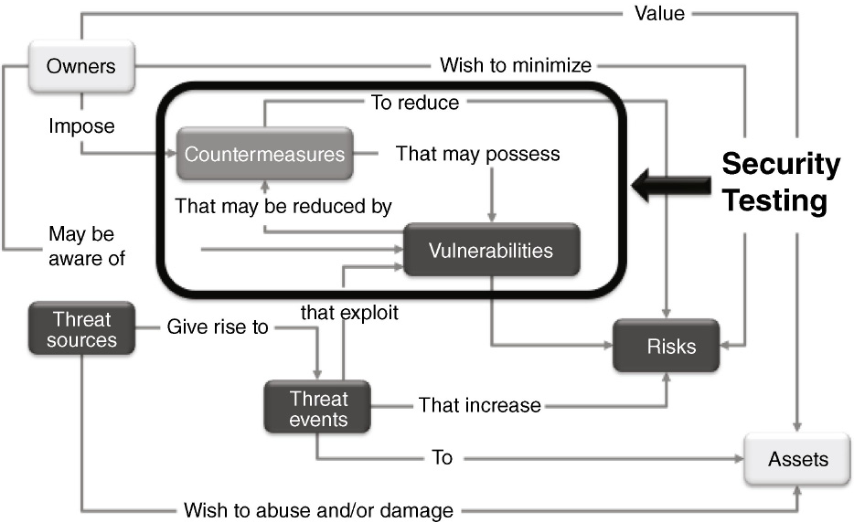 Value
Owners
Wish to minimize
To reduce
Impose
Countermeasures
That may possess
Security
Testing
That may be reduced by
May be
aware of
Vulnerabilities
that exploit
Threat
sources
Give rise to
Risks
Threat
events
That increase
To
Assets
Wish to abuse and/or damage